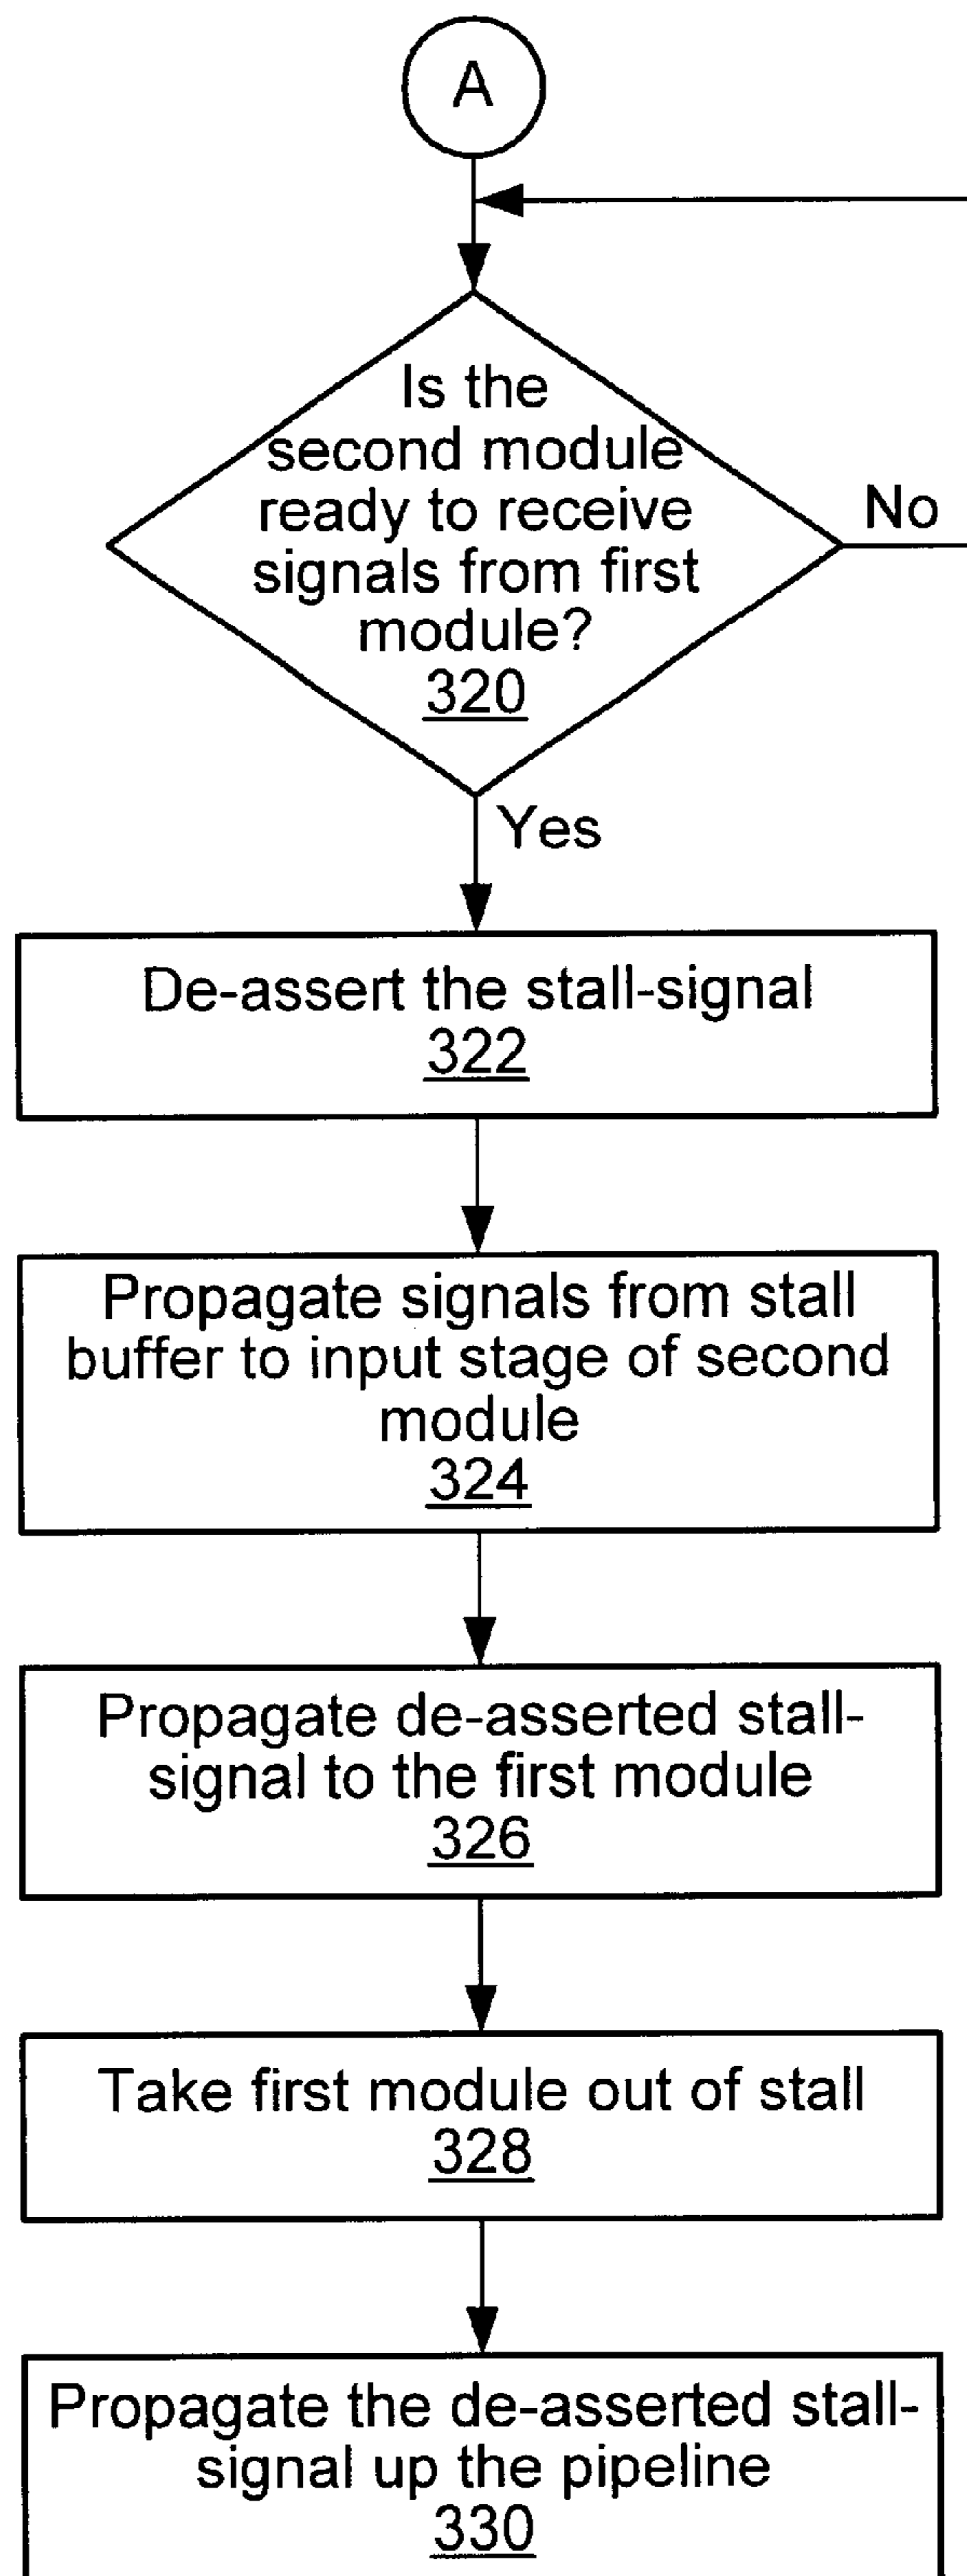 A
Is the
second module
ready to receive
signals from first
module?
320
No
Yes
De-assert the stall-signal
322
Propagate signals from stall
buffer to input stage of second
module
324
Propagate de-asserted stall-
signal to the first module
326
Take first module out of stall
328
Propagate the de-asserted stall-
signal up the pipeline
330